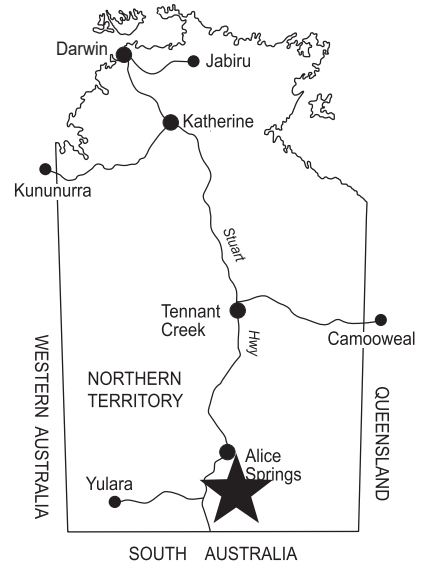 Darwin
Jabiru
Katherine
Kununurra
Stuart
Tennant
Creek
Hwy
Camooweal
WESTERN AUSTRALIA
NORTHERN
TERRITORY
QUEENSLAND
Alice
Springs
Yulara
SOUTH AUSTRALIA